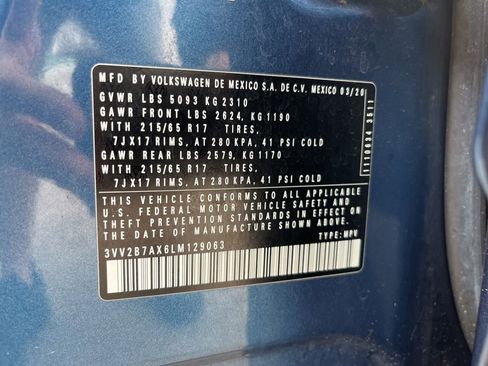 MFD BY VOLKSWAGEN DE MEXICO S.A. DE C.V. MEXICO 03/20
GVWR LBS 5093 KG 2310
GAWR FRONT LBS 2624, KG 1190
WITH 215/65 R17 TIRES,
7JX17 RIMS, AT 280 KPA, 41 PSI COLD
GAWR REAR LBS 2579, KG 1170
WITH 215/65 R17 TIRES,
7JX17 RIMS, AT 280 KPA, 41 PSI COLD
THIS VEHICLE CONFORMS TO ALL APPLICABLE
U.S. FEDERAL MOTOR VEHICLE SAFETY AND
THEFT PREVENTION STANDARDS IN EFFECT ON
THE DATE OF MANUFACTURE SHOWN ABOVE.
3VV2B7AX6LM129063 TYPE: MPV
1110634 3511